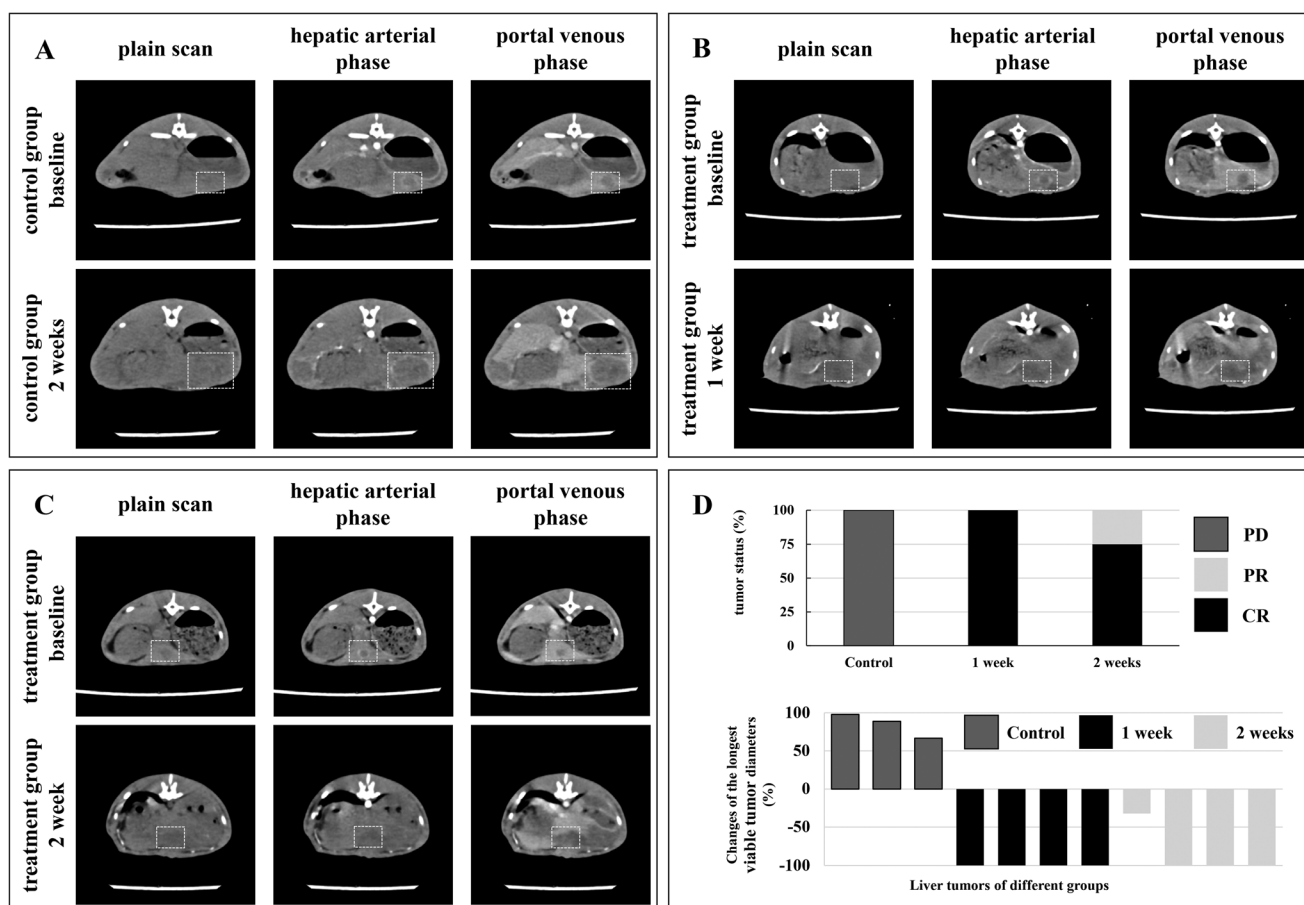 A
plain scan
hepatic arterial
phase
portal venous
phase
control group
baseline
control group
2 weeks
B
plain scan
hepatic arterial
phase
portal venous
phase
treatment group
baseline
treatment group
1 week
C
plain scan
hepatic arterial
phase
portal venous
phase
treatment group
baseline
treatment group
2 week
D
tumor status (%)
100
75
50
25
0
Control
1 week
2 weeks
PD
PR
CR
Changes of the longest
viable tumor diameters
(%)
100
50
0
-50
-100
Control
1 week
2 weeks
Liver tumors of different groups